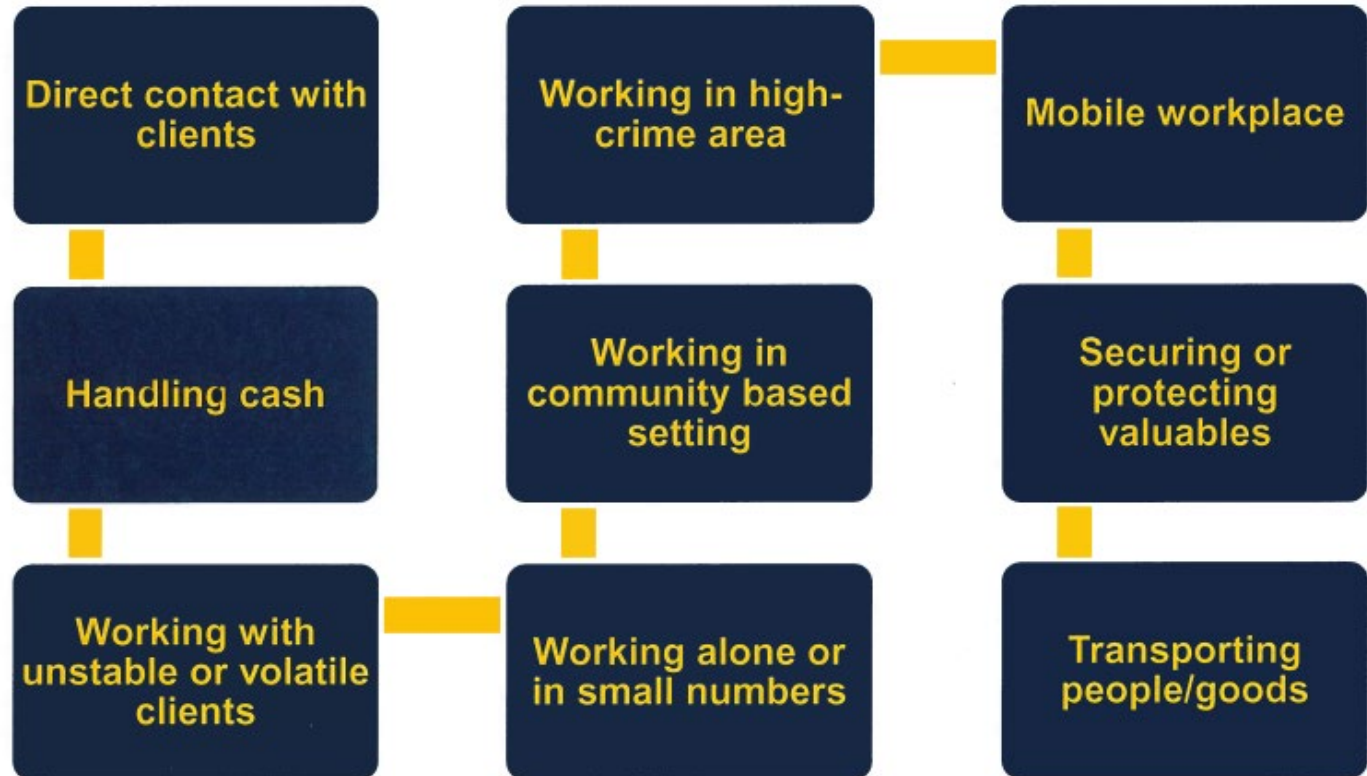 Direct contact with
clients
Handling cash
Working with
unstable or volatile
clients
Working alone or
in small numbers
Working in
community based
setting
Working in high-
crime area
Mobile workplace
Securing or
protecting
valuables
Transporting
people/goods